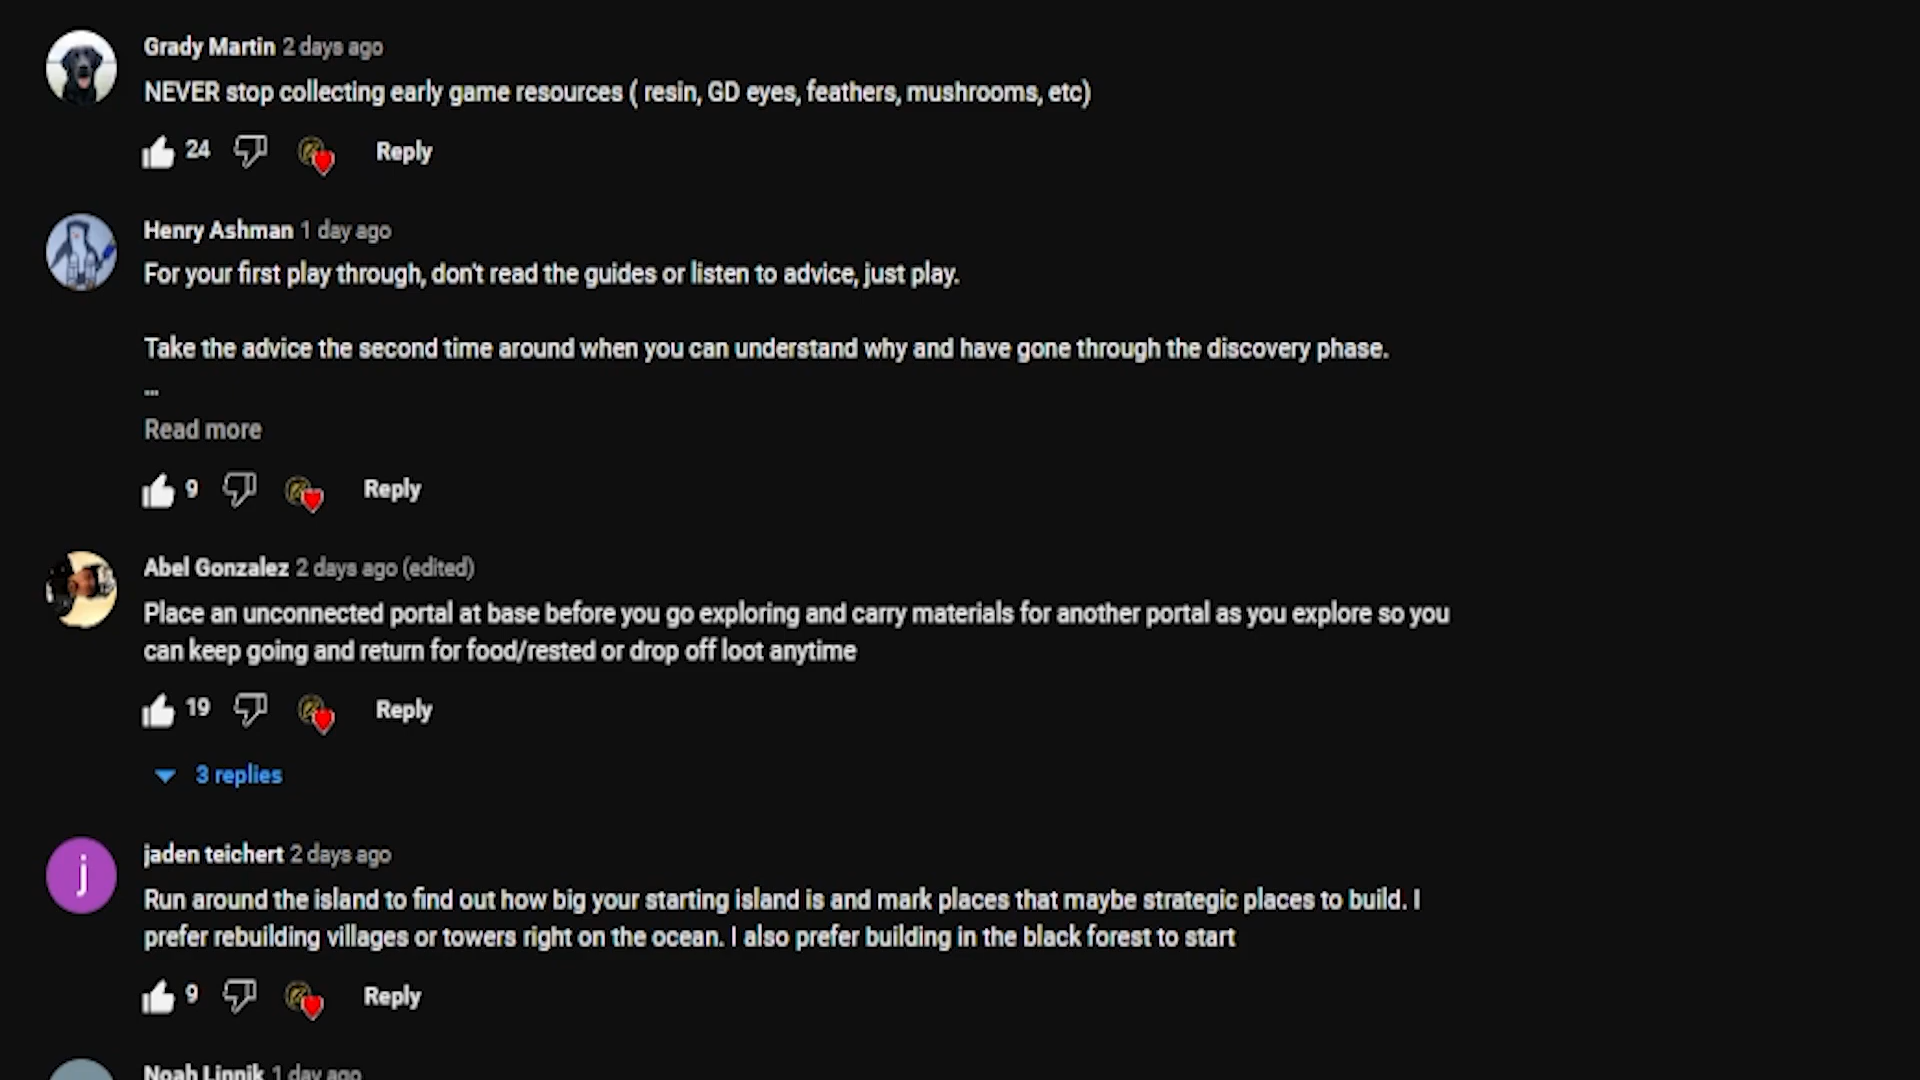 Grady Martin 2 days ago
NEVER stop collecting early game resources ( resin, GD eyes, feathers, mushrooms, etc)
24 Reply
Henry Ashman 1 day ago
For your first play through, don't read the guides or listen to advice, just play.
Take the advice the second time around when you can understand why and have gone through the discovery phase.
...
Read more
9 Reply
Abel Gonzalez 2 days ago (edited)
Place an unconnected portal at base before you go exploring and carry materials for another portal as you explore so you
can keep going and return for food/rested or drop off loot anytime
19 Reply
3 replies
j
jaden teichert 2 days ago
Run around the island to find out how big your starting island is and mark places that maybe strategic places to build. I
prefer rebuilding villages or towers right on the ocean. I also prefer building in the black forest to start
9 Reply
Noah Linnik 1 day ago